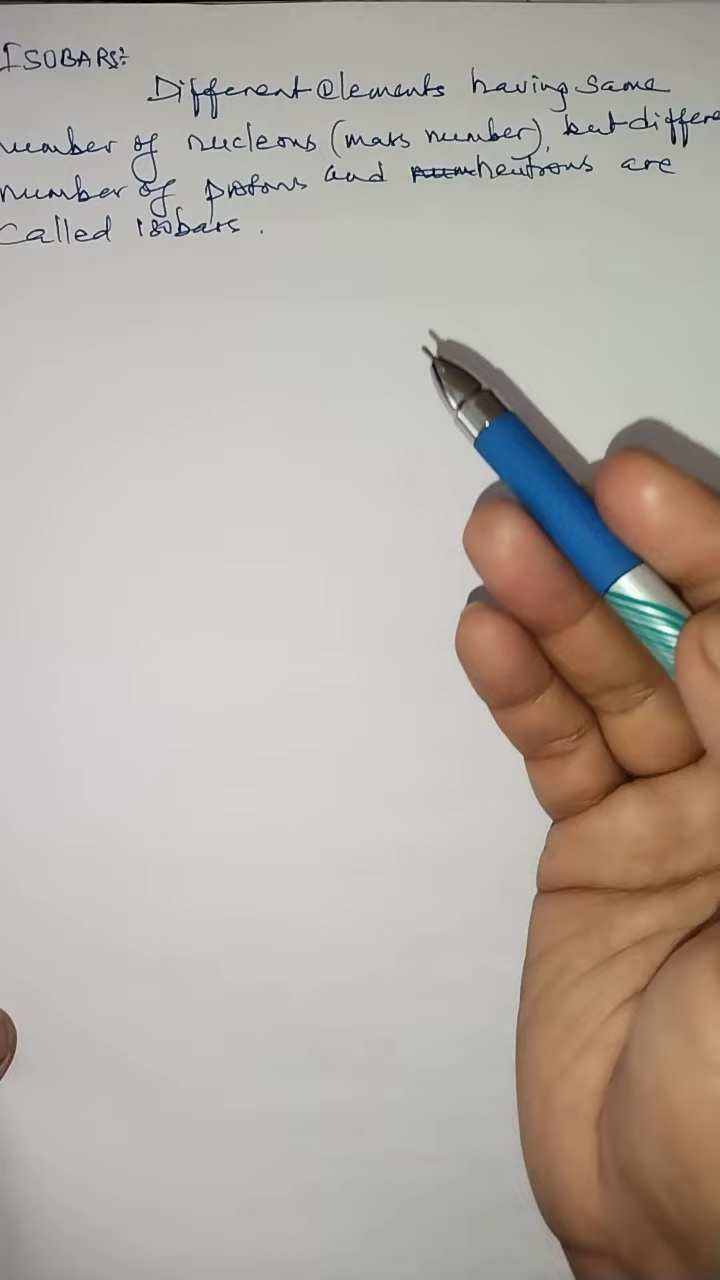 ISOBARS:
Different elements having same
number of nucleons (mass number), but differe
number of protons and neutrons are
called isobars.